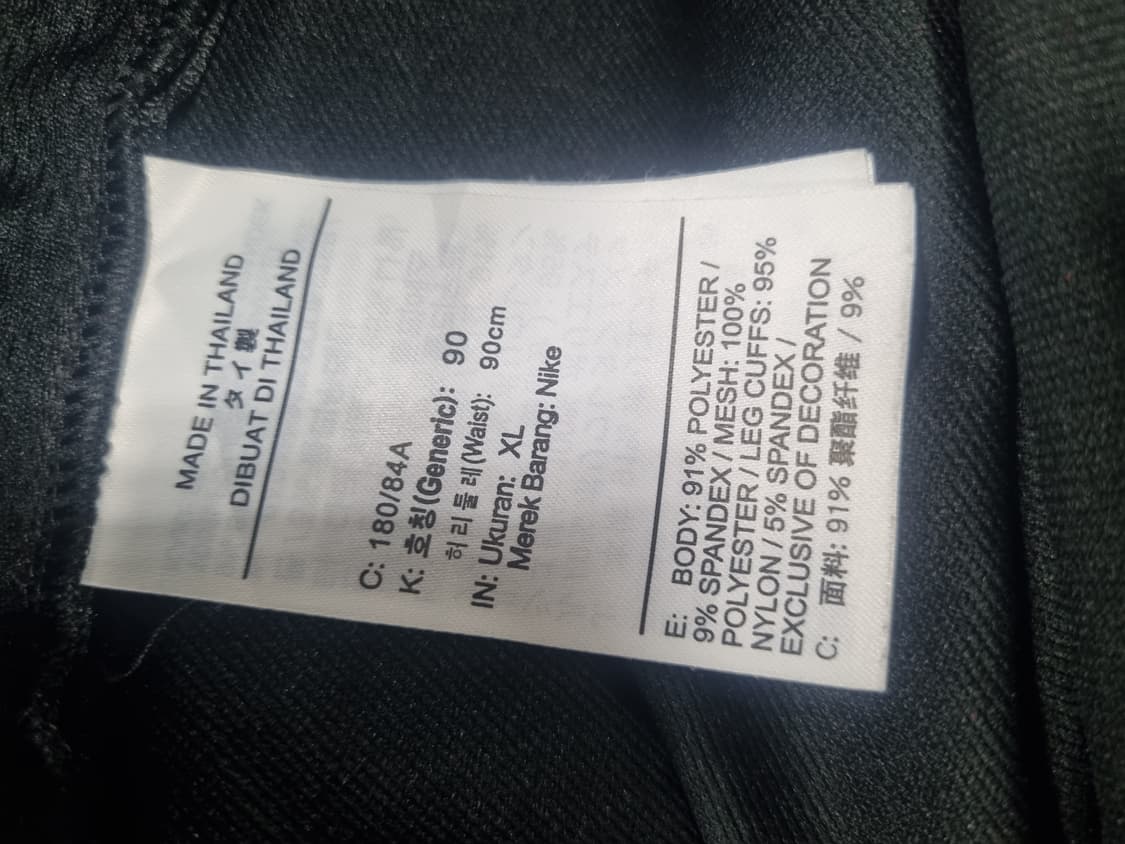 MADE IN THAILAND
タイ製
DIBUAT DI THAILAND
C: 180/84A
K: 호칭(Generic): 90
허리둘레(Waist): 90cm
IN: Ukuran: XL
Merek Barang: Nike
E: BODY: 91% POLYESTER /
9% SPANDEX / MESH: 100%
POLYESTER / LEG CUFFS: 95%
NYLON / 5% SPANDEX /
EXCLUSIVE OF DECORATION
C: 面料: 91% 聚酯纤维 / 9%